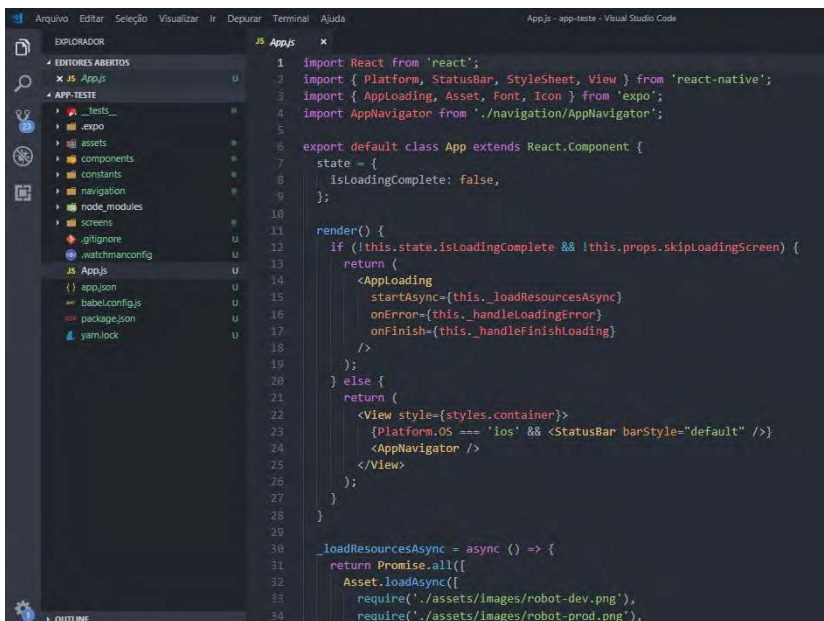 Arquivo Editar Seleção Visualizar Ir Depurar Terminal Ajuda
App.js - app-teste - Visual Studio Code
EXPLORADOR
EDITORES ABERTOS
JS App.js U
APP-TESTE
__tests__
.expo
assets
components
constants
navigation
node_modules
screens
.gitignore U
.watchmanconfig U
JS App.js U
{ } app.json U
babel.config.js U
package.json U
yarn.lock U
OUTLINE
23
1
JS App.js ×
1 import React from 'react';
2 import { Platform, StatusBar, StyleSheet, View } from 'react-native';
3 import { AppLoading, Asset, Font, Icon } from 'expo';
4 import AppNavigator from './navigation/AppNavigator';
5
6 export default class App extends React.Component {
7 state = {
8 isLoadingComplete: false,
9 };
10
11 render() {
12 if (!this.state.isLoadingComplete && !this.props.skipLoadingScreen) {
13 return (
14 <AppLoading
15 startAsync={this._loadResourcesAsync}
16 onError={this._handleLoadingError}
17 onFinish={this._handleFinishLoading}
18 />
19 );
20 } else {
21 return (
22 <View style={styles.container}>
23 {Platform.OS === 'ios' && <StatusBar barStyle="default" />}
24 <AppNavigator />
25 </View>
26 );
27 }
28 }
29
30 _loadResourcesAsync = async () => {
31 return Promise.all([
32 Asset.loadAsync([
33 require('./assets/images/robot-dev.png'),
34 require('./assets/images/robot-prod.png'),